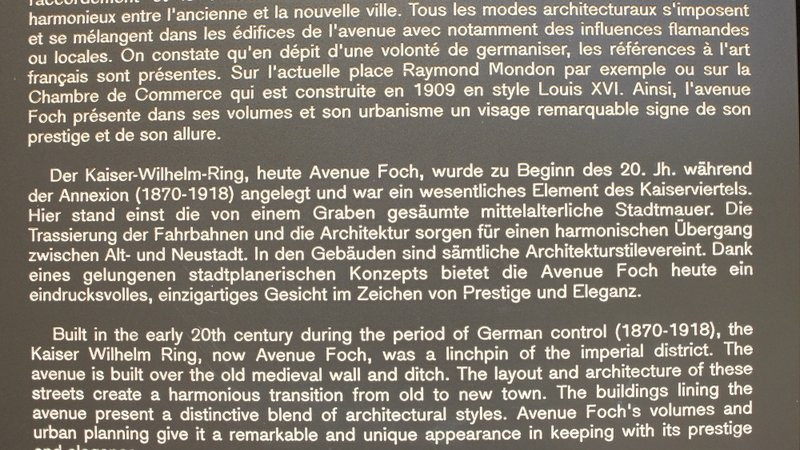 raccordement et le
harmonieux entre l'ancienne et la nouvelle ville. Tous les modes architecturaux s'imposent
et se mélangent dans les édifices de l'avenue avec notamment des influences flamandes
ou locales. On constate qu'en dépit d'une volonté de germaniser, les références à l'art
français sont présentes. Sur l'actuelle place Raymond Mondon par exemple ou sur la
Chambre de Commerce qui est construite en 1909 en style Louis XVI. Ainsi, l'avenue
Foch présente dans ses volumes et son urbanisme un visage remarquable signe de son
prestige et de son allure.
Der Kaiser-Wilhelm-Ring, heute Avenue Foch, wurde zu Beginn des 20. Jh. während
der Annexion (1870-1918) angelegt und war ein wesentliches Element des Kaiserviertels.
Hier stand einst die von einem Graben gesäumte mittelalterliche Stadtmauer. Die
Trassierung der Fahrbahnen und die Architektur sorgen für einen harmonischen Übergang
zwischen Alt- und Neustadt. In den Gebäuden sind sämtliche Architekturstilevereint. Dank
eines gelungenen stadtplanerischen Konzepts bietet die Avenue Foch heute ein
eindrucksvolles, einzigartiges Gesicht im Zeichen von Prestige und Eleganz.
Built in the early 20th century during the period of German control (1870-1918), the
Kaiser Wilhelm Ring, now Avenue Foch, was a linchpin of the imperial district. The
avenue is built over the old medieval wall and ditch. The layout and architecture of these
streets create a harmonious transition from old to new town. The buildings lining the
avenue present a distinctive blend of architectural styles. Avenue Foch's volumes and
urban planning give it a remarkable and unique appearance in keeping with its prestige
and elegance.